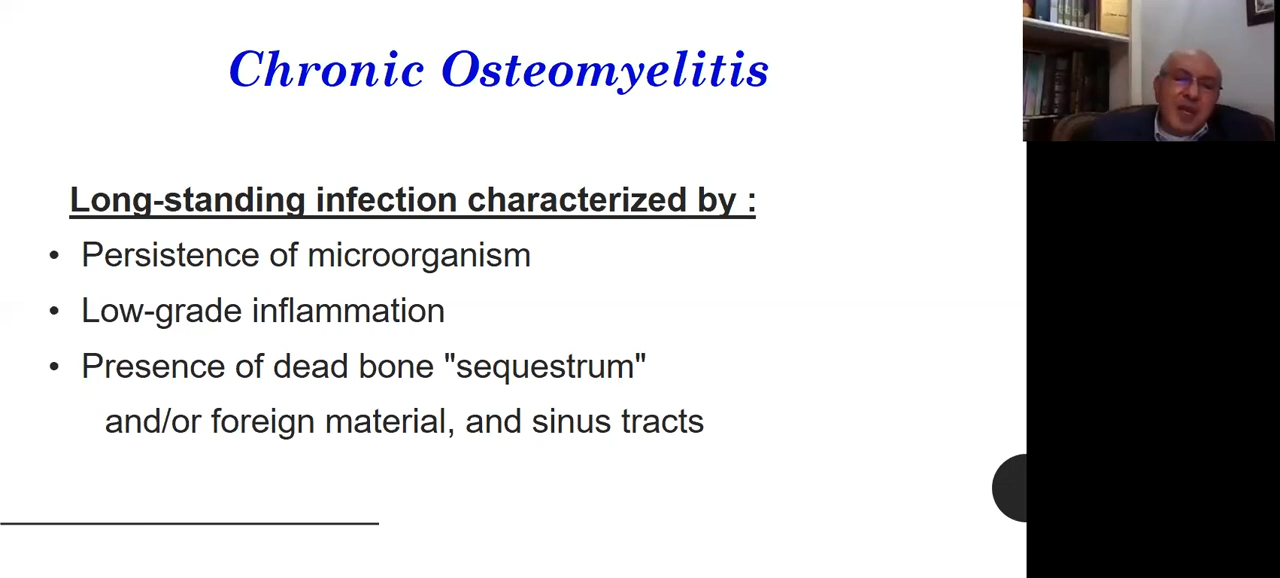 Chronic Osteomyelitis
Long-standing infection characterized by :
• Persistence of microorganism
• Low-grade inflammation
• Presence of dead bone "sequestrum"
and/or foreign material, and sinus tracts